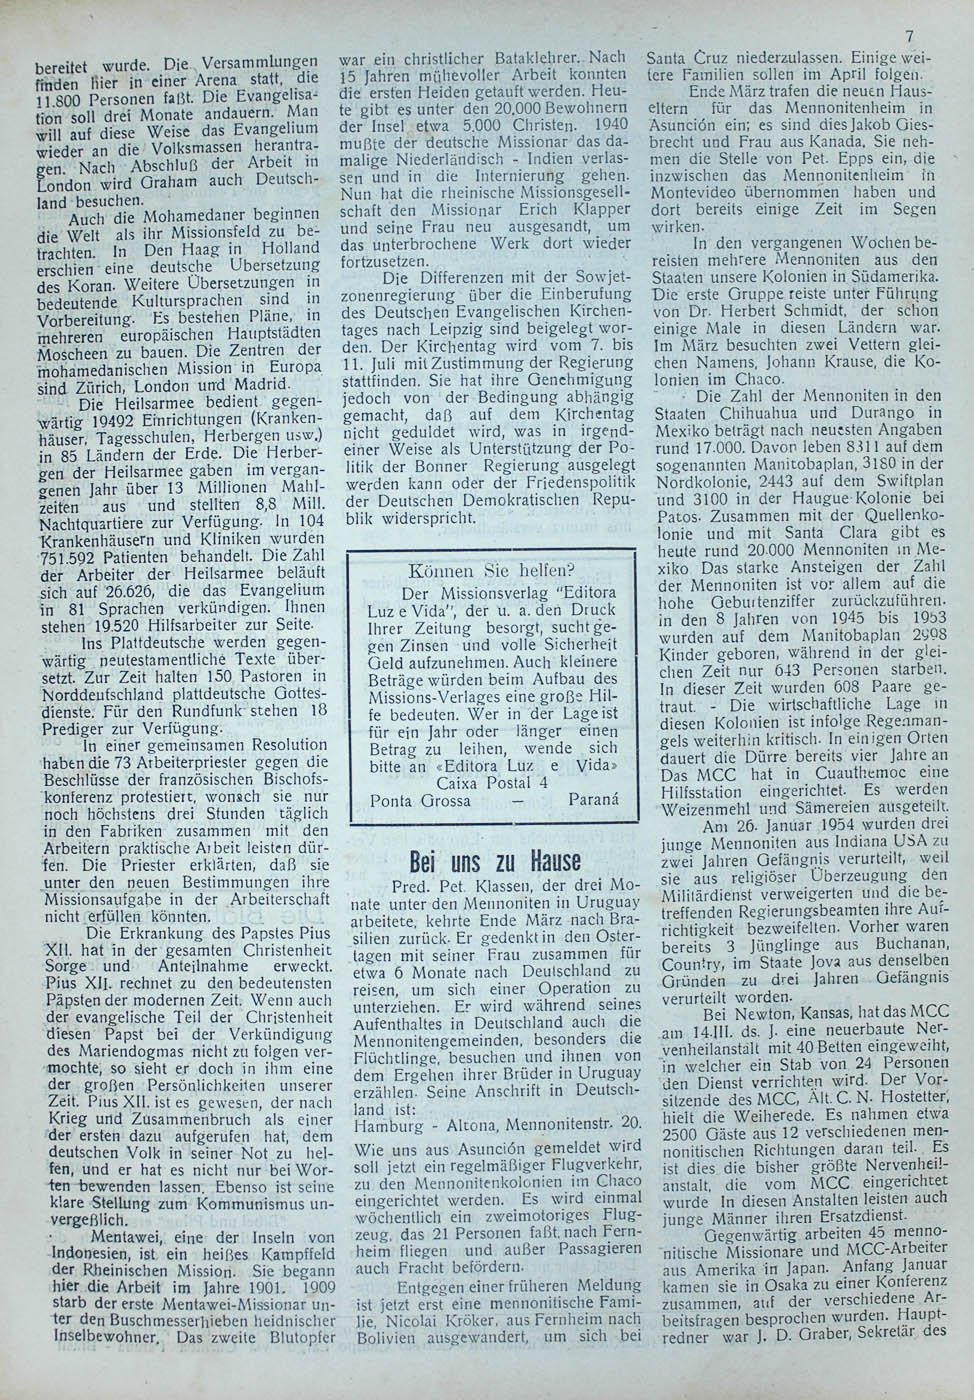 7
bereitet wurde. Die Versammlungen
finden hier in einer Arena statt, die
11.800 Personen faßt. Die Evangelisa-
tion soll drei Monate andauern. Man
will auf diese Weise das Evangelium
wieder an die Volksmassen herantra-
gen. Nach Abschluß der Arbeit in
London wird Graham auch Deutsch-
land besuchen.
Auch die Mohamedaner beginnen
die Welt als ihr Missionsfeld zu be-
trachten. In Den Haag in Holland
erschien eine deutsche Übersetzung
des Koran. Weitere Übersetzungen in
bedeutende Kultursprachen sind in
Vorbereitung. Es bestehen Pläne, in
mehreren europäischen Hauptstädten
Moscheen zu bauen. Die Zentren der
mohamedanischen Mission in Europa
sind Zürich, London und Madrid.
Die Heilsarmee bedient gegen-
wärtig 19492 Einrichtungen (Kranken-
häuser, Tagesschulen, Herbergen usw.)
in 85 Ländern der Erde. Die Herber-
gen der Heilsarmee gaben im vergan-
genen Jahr über 13 Millionen Mahl-
zeiten aus und stellten 8,8 Mill.
Nachtquartiere zur Verfügung. In 104
Krankenhäusern und Kliniken wurden
751.592 Patienten behandelt. Die Zahl
der Arbeiter der Heilsarmee beläuft
sich auf 26.626, die das Evangelium
in 81 Sprachen verkündigen. Ihnen
stehen 19.520 Hilfsarbeiter zur Seite.
Ins Plattdeutsche werden gegen-
wärtig neutestamentliche Texte über-
setzt. Zur Zeit halten 150 Pastoren in
Norddeutschland plattdeutsche Gottes-
dienste. Für den Rundfunk stehen 18
Prediger zur Verfügung.
In einer gemeinsamen Resolution
haben die 73 Arbeiterpriester gegen die
Beschlüsse der französischen Bischofs-
konferenz protestiert, wonach sie nur
noch höchstens drei Stunden täglich
in den Fabriken zusammen mit den
Arbeitern praktische Arbeit leisten dür-
fen. Die Priester erklärten, daß sie
unter den neuen Bestimmungen ihre
Missionsaufgabe in der Arbeiterschaft
nicht erfüllen könnten.
Die Erkrankung des Papstes Pius
XII. hat in der gesamten Christenheit
Sorge und Anteilnahme erweckt.
Pius XII. rechnet zu den bedeutensten
Päpsten der modernen Zeit. Wenn auch
der evangelische Teil der Christenheit
diesen Papst bei der Verkündigung
des Mariendogmas nicht zu folgen ver-
mochte, so sieht er doch in ihm eine
der großen Persönlichkeiten unserer
Zeit. Pius XII. ist es gewesen, der nach
Krieg und Zusammenbruch als einer
der ersten dazu aufgerufen hat, dem
deutschen Volk in seiner Not zu hel-
fen, und er hat es nicht nur bei Wor-
ten bewenden lassen. Ebenso ist seine
klare Stellung zum Kommunismus un-
vergeßlich.
Mentawei, eine der Inseln von
Indonesien, ist ein heißes Kampffeld
der Rheinischen Mission. Sie begann
hier die Arbeit im Jahre 1901. 1909
starb der erste Mentawei-Missionar un-
ter den Buschmesserhieben heidnischer
Inselbewohner. Das zweite Blutopfer
war ein christlicher Bataklehrer. Nach
15 Jahren mühevoller Arbeit konnten
die ersten Heiden getauft werden. Heu-
te gibt es unter den 20.000 Bewohnern
der Insel etwa 5.000 Christen. 1940
mußte der deutsche Missionar das da-
malige Niederländisch - Indien verlas-
sen und in die Internierung gehen.
Nun hat die rheinische Missionsgesell-
schaft den Missionar Erich Klapper
und seine Frau neu ausgesandt, um
das unterbrochene Werk dort wieder
fortzusetzen.
Die Differenzen mit der Sowjet-
zonenregierung über die Einberufung
des Deutschen Evangelischen Kirchen-
tages nach Leipzig sind beigelegt wor-
den. Der Kirchentag wird vom 7. bis
11. Juli mit Zustimmung der Regierung
stattfinden. Sie hat ihre Genehmigung
jedoch von der Bedingung abhängig
gemacht, daß auf dem Kirchentag
nicht geduldet wird, was in irgend-
einer Weise als Unterstützung der Po-
litik der Bonner Regierung ausgelegt
werden kann oder der Friedenspolitik
der Deutschen Demokratischen Repu-
blik widerspricht.
Können Sie helfen?
Der Missionsverlag "Editora
Luz e Vida", der u. a. den Druck
Ihrer Zeitung besorgt, sucht ge-
gen Zinsen und volle Sicherheit
Geld aufzunehmen. Auch kleinere
Beträge würden beim Aufbau des
Missions-Verlages eine große Hil-
fe bedeuten. Wer in der Lage ist
für ein Jahr oder länger einen
Betrag zu leihen, wende sich
bitte an «Editora Luz e Vida»
Caixa Postal 4
Ponta Grossa — Paraná
Bei uns zu Hause
Pred. Pet. Klassen, der drei Mo-
nate unter den Mennoniten in Uruguay
arbeitete, kehrte Ende März nach Bra-
silien zurück. Er gedenkt in den Oster-
tagen mit seiner Frau zusammen für
etwa 6 Monate nach Deutschland zu
reisen, um sich einer Operation zu
unterziehen. Er wird während seines
Aufenthaltes in Deutschland auch die
Mennonitengemeinden, besonders die
Flüchtlinge, besuchen und ihnen von
dem Ergehen ihrer Brüder in Uruguay
erzählen. Seine Anschrift in Deutsch-
land ist:
Hamburg - Altona, Mennonitenstr. 20.
Wie uns aus Asunción gemeldet wird
soll jetzt ein regelmäßiger Flugverkehr,
zu den Mennonitenkolonien im Chaco
eingerichtet werden. Es wird einmal
wöchentlich ein zweimotoriges Flug-
zeug, das 21 Personen faßt, nach Fern-
heim fliegen und außer Passagieren
auch Fracht befördern.
Entgegen einer früheren Meldung
ist jetzt erst eine mennonitische Fami-
lie, Nicolai Kröker, aus Fernheim nach
Bolivien ausgewandert, um sich bei
Santa Cruz niederzulassen. Einige wei-
tere Familien sollen im April folgen.
Ende März trafen die neuen Haus-
eltern für das Mennonitenheim in
Asunción ein; es sind dies Jakob Gies-
brecht und Frau aus Kanada. Sie neh-
men die Stelle von Pet. Epps ein, die
inzwischen das Mennonitenheim in
Montevideo übernommen haben und
dort bereits einige Zeit im Segen
wirken.
In den vergangenen Wochen be-
reisten mehrere Mennoniten aus den
Staaten unsere Kolonien in Südamerika.
Die erste Gruppe reiste unter Führung
von Dr. Herbert Schmidt, der schon
einige Male in diesen Ländern war.
Im März besuchten zwei Vettern glei-
chen Namens, Johann Krause, die Ko-
lonien im Chaco.
Die Zahl der Mennoniten in den
Staaten Chihuahua und Durango in
Mexiko beträgt nach neuesten Angaben
rund 17.000. Davon leben 8311 auf dem
sogenannten Manitobaplan, 3180 in der
Nordkolonie, 2443 auf dem Swiftplan
und 3100 in der Haugue Kolonie bei
Patos. Zusammen mit der Quellenko-
lonie und mit Santa Clara gibt es
heute rund 20.000 Mennoniten in Me-
xiko Das starke Ansteigen der Zahl
der Mennoniten ist vor allem auf die
hohe Geburtenziffer zurückzuführen.
in den 8 Jahren von 1945 bis 1953
wurden auf dem Manitobaplan 2998
Kinder geboren, während in der glei-
chen Zeit nur 643 Personen starben.
In dieser Zeit wurden 608 Paare ge-
traut. - Die wirtschaftliche Lage in
diesen Kolonien ist infolge Regenman-
gels weiterhin kritisch. In einigen Orten
dauert die Dürre bereits vier Jahre an
Das MCC hat in Cuauthemoc eine
Hilfsstation eingerichtet. Es werden
Weizenmehl und Sämereien ausgeteilt.
Am 26. Januar 1954 wurden drei
junge Mennoniten aus Indiana USA zu
zwei Jahren Gefängnis verurteilt, weil
sie aus religiöser Überzeugung den
Militärdienst verweigerten und die be-
treffenden Regierungsbeamten ihre Auf-
richtigkeit bezweifelten. Vorher waren
bereits 3 Jünglinge aus Buchanan,
Country, im Staate Jova aus denselben
Gründen zu drei Jahren Gefängnis
verurteilt worden.
Bei Newton, Kansas, hat das MCC
am 14.III. ds. J. eine neuerbaute Ner-
venheilanstalt mit 40 Betten eingeweiht,
in welcher ein Stab von 24 Personen
den Dienst verrichten wird. Der Vor-
sitzende des MCC, Ält. C. N. Hostetter,
hielt die Weiherede. Es nahmen etwa
2500 Gäste aus 12 verschiedenen men-
nonitischen Richtungen daran teil. Es
ist dies die bisher größte Nervenheil-
anstalt, die vom MCC eingerichtet
wurde In diesen Anstalten leisten auch
junge Männer ihren Ersatzdienst.
Gegenwärtig arbeiten 45 menno-
nitische Missionare und MCC-Arbeiter
aus Amerika in Japan. Anfang Januar
kamen sie in Osaka zu einer Konferenz
zusammen, auf der verschiedene Ar-
beitsfragen besprochen wurden. Haupt-
redner war J. D. Graber, Sekretär des